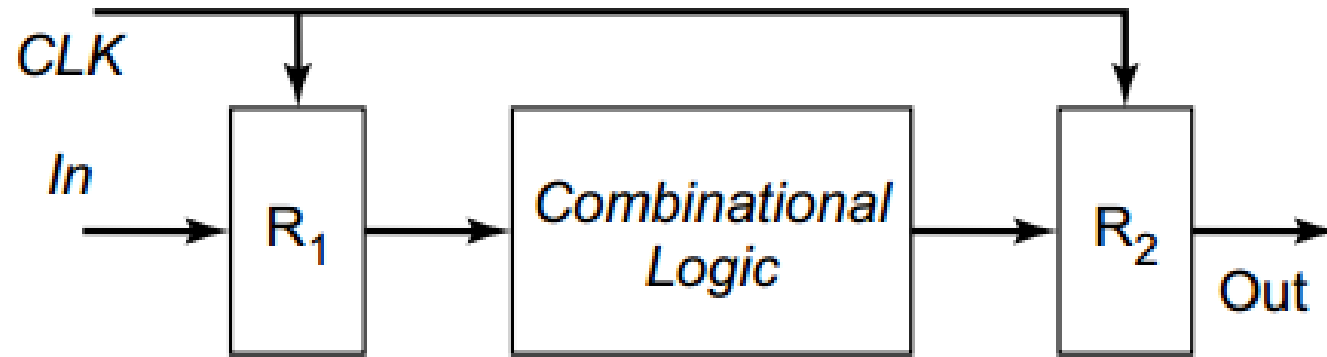 CLK
In
R1
Combinational
Logic
R2
Out